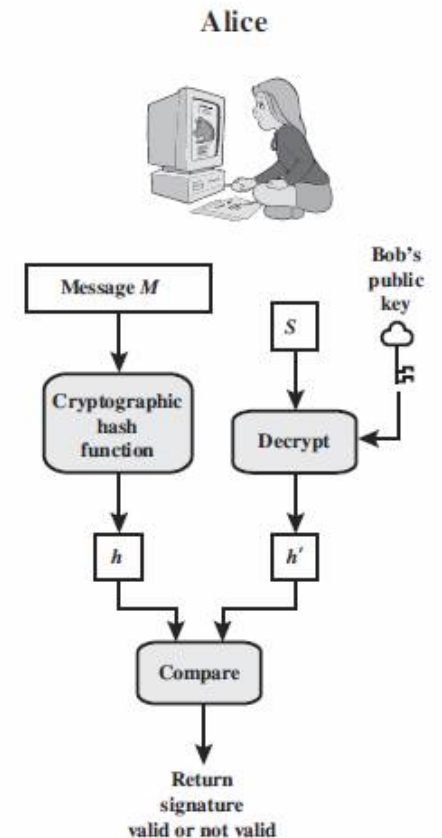 Alice
Message M
Bob's
public
key
S
Cryptographic
hash
function
Decrypt
h
h'
Compare
Return
signature
valid or not valid